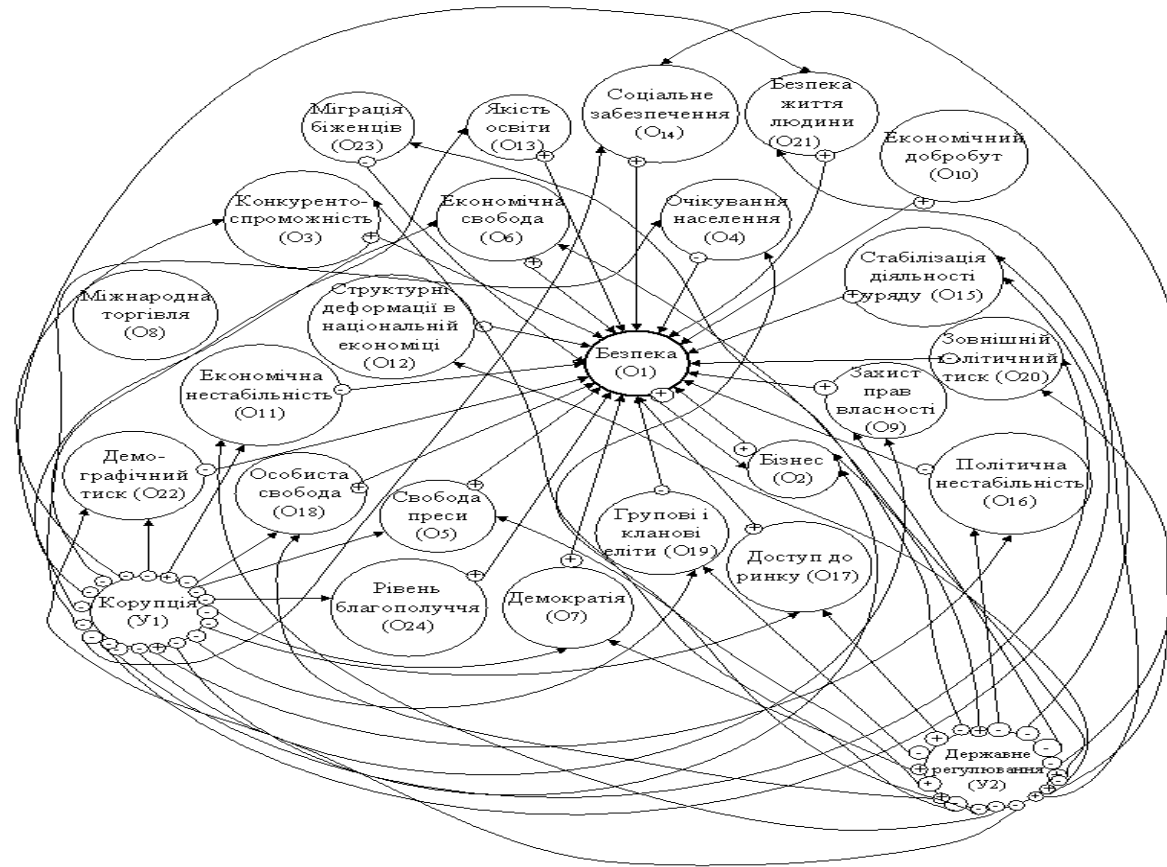 Міграція
біженців
(О23)
Якість
освіти
(О13)
Соціальне
забезпечення
(О14)
Безпека
життя
людини
(О21)
Економічний
добробут
(О10)
Конкуренто-
спроможність
(О3)
Економічна
свобода
(О6)
Очікування
населення
(О4)
Стабілізація
діяльності
уряду (О15)
Міжнародна
торгівля
(О8)
Структурні
деформації в
національній
економіці
(О12)
Безпека
(О1)
Зовнішній
політичний
тиск (О20)
Економічна
нестабільність
(О11)
Захист
прав
власності
(О9)
Демо-
графічний
тиск (О22)
Особиста
свобода
(О18)
Свобода
преси
(О5)
Бізнес
(О2)
Політична
нестабільність
(О16)
Групові і
кланові
еліти (О19)
Доступ до
ринку (О17)
Корупція
(У1)
Рівень
благополуччя
(О24)
Демократія
(О7)
Державне
регулювання
(У2)